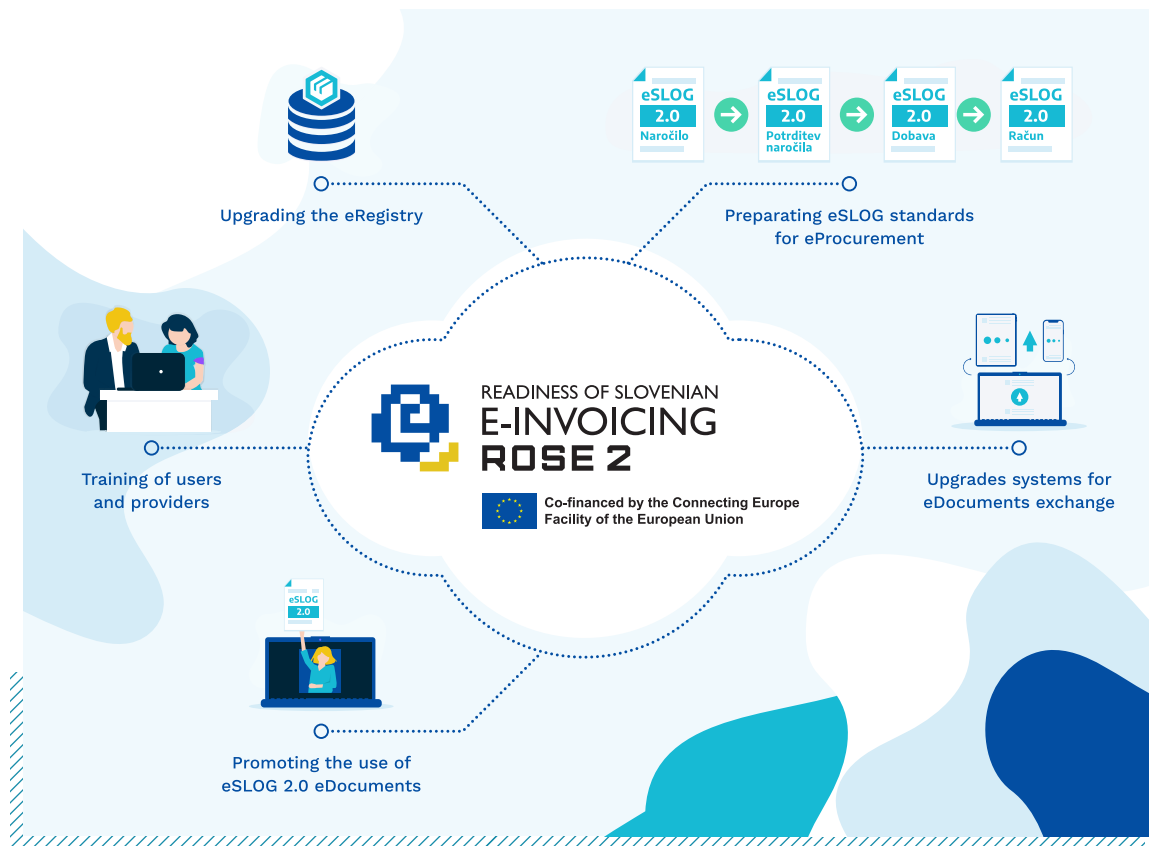 eSLOG
2.0
Naročilo
eSLOG
2.0
Potrditev
naročila
eSLOG
2.0
Dobava
eSLOG
2.0
Račun
Upgrading the eRegistry
Preparating eSLOG standards
for eProcurement
READINESS OF SLOVENIAN
E-INVOICING
ROSE 2
Co-financed by the Connecting Europe
Facility of the European Union
Training of users
and providers
Upgrades systems for
eDocuments exchange
eSLOG
2.0
Promoting the use of
eSLOG 2.0 eDocuments